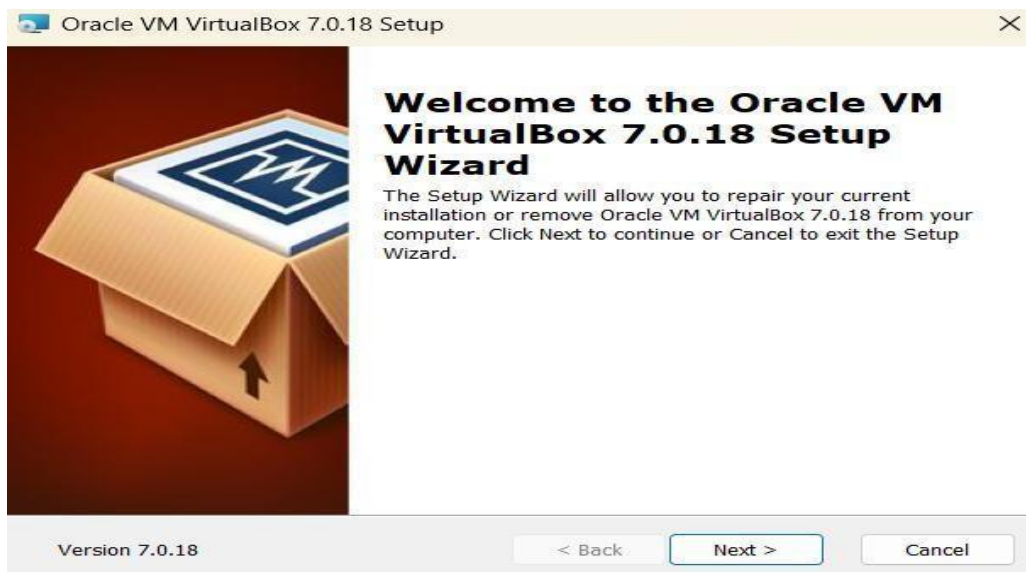 Oracle VM VirtualBox 7.0.18 Setup
Welcome to the Oracle VM
VirtualBox 7.0.18 Setup
Wizard
The Setup Wizard will allow you to repair your current
installation or remove Oracle VM VirtualBox 7.0.18 from your
computer. Click Next to continue or Cancel to exit the Setup
Wizard.
Version 7.0.18
< Back
Next >
Cancel